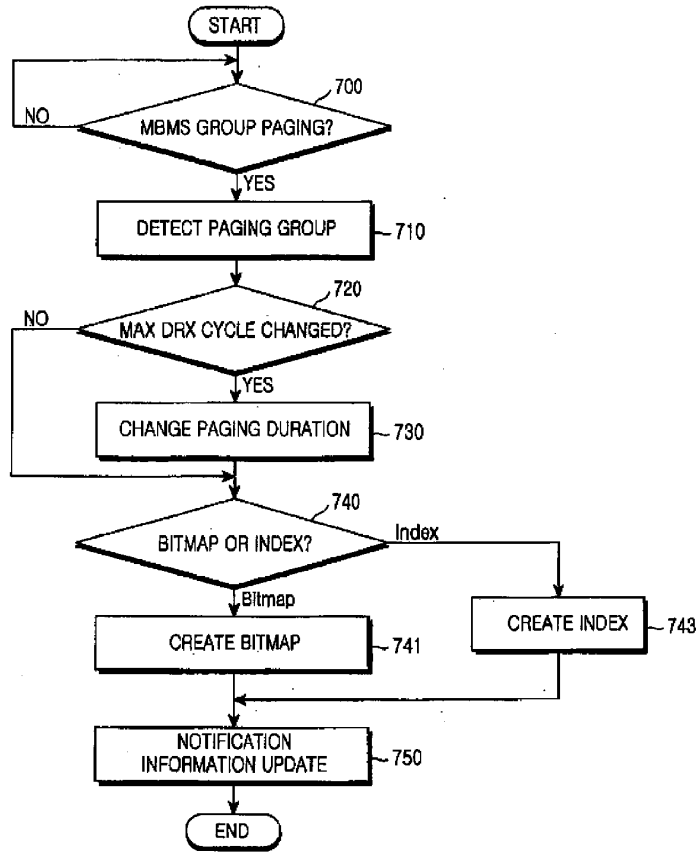 START
700
NO
MBMS GROUP PAGING?
YES
DETECT PAGING GROUP
710
720
NO
MAX DRX CYCLE CHANGED?
YES
CHANGE PAGING DURATION
730
740
BITMAP OR INDEX?
Index
Bitmap
CREATE BITMAP
741
CREATE INDEX
743
NOTIFICATION
INFORMATION UPDATE
750
END